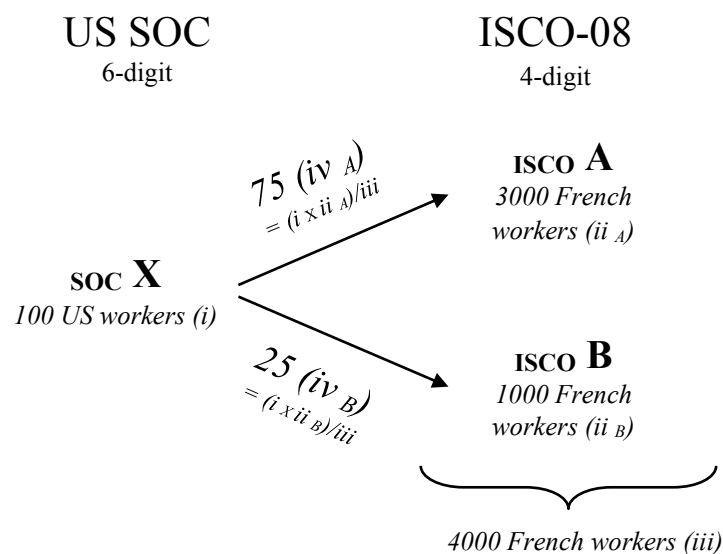 US SOC
6-digit
ISCO-08
4-digit
75 (iv A)
= (i x ii A)/iii
ISCO A
3000 French
workers (ii A)
SOC X
100 US workers (i)
25 (iv B)
= (i x ii B)/iii
ISCO B
1000 French
workers (ii B)
4000 French workers (iii)